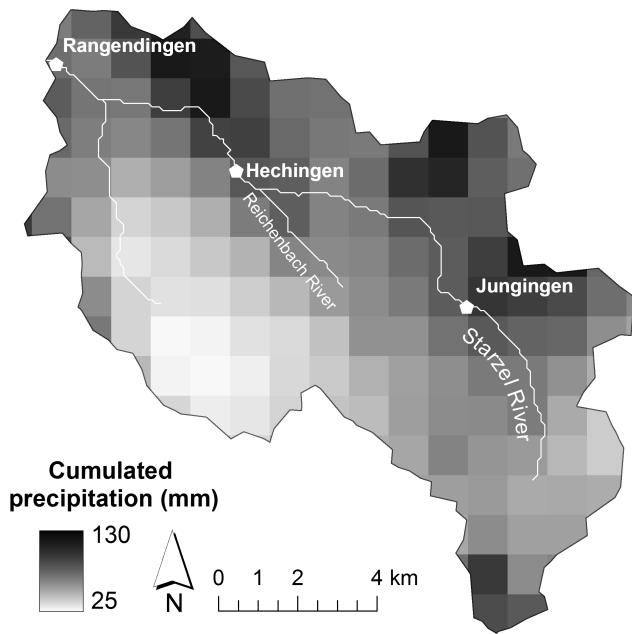 Rangendingen
Hechingen
Reichenbach River
Jungingen
Starzel River
Cumulated
precipitation (mm)
130
25
N
0 1 2 4 km